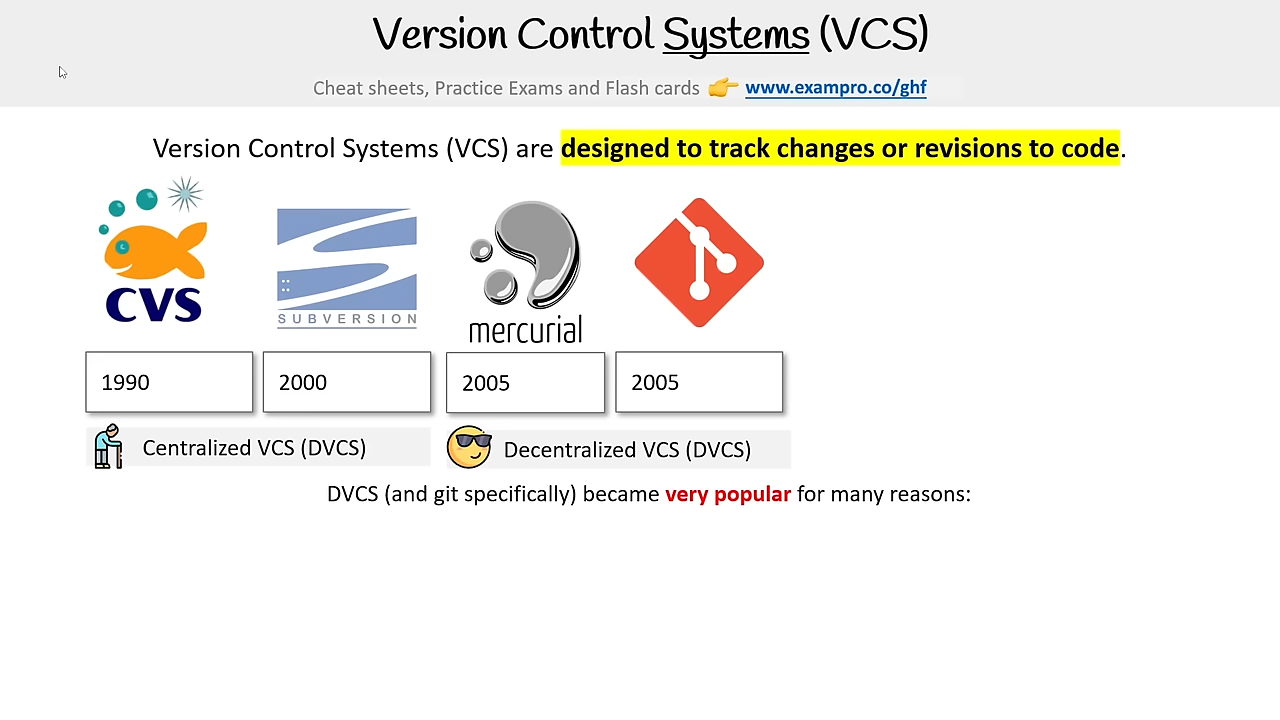 Version Control Systems (VCS)
Cheat sheets, Practice Exams and Flash cards 👉 www.exampro.co/ghf
Version Control Systems (VCS) are designed to track changes or revisions to code.
CVS
SUBVERSION
mercurial
1990
2000
2005
2005
Centralized VCS (DVCS)
Decentralized VCS (DVCS)
DVCS (and git specifically) became very popular for many reasons: